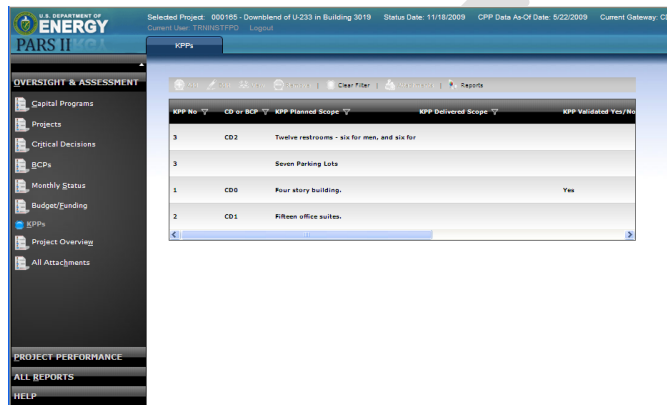 U.S. DEPARTMENT OF
ENERGY
PARS II
Selected Project: 000165 - Downblend of U-233 in Building 3019 Status Date: 11/18/2009 CPP Data As-Of Date: 5/22/2009 Current Gateway: CD
Current User: TRNINSTFPD Logout
KPPs
OVERSIGHT & ASSESSMENT
Capital Programs
Projects
Critical Decisions
BCPs
Monthly Status
Budget/Funding
KPPs
Project Overview
All Attachments
PROJECT PERFORMANCE
ALL REPORTS
HELP
Clear Filter | Reports
KPP No CD or BCP KPP Planned Scope KPP Delivered Scope KPP Validated Yes/No
3 CD2 Twelve restrooms - six for men, and six for
3 Seven Parking Lots
1 CD0 Four story building. Yes
2 CD1 Fifteen office suites.